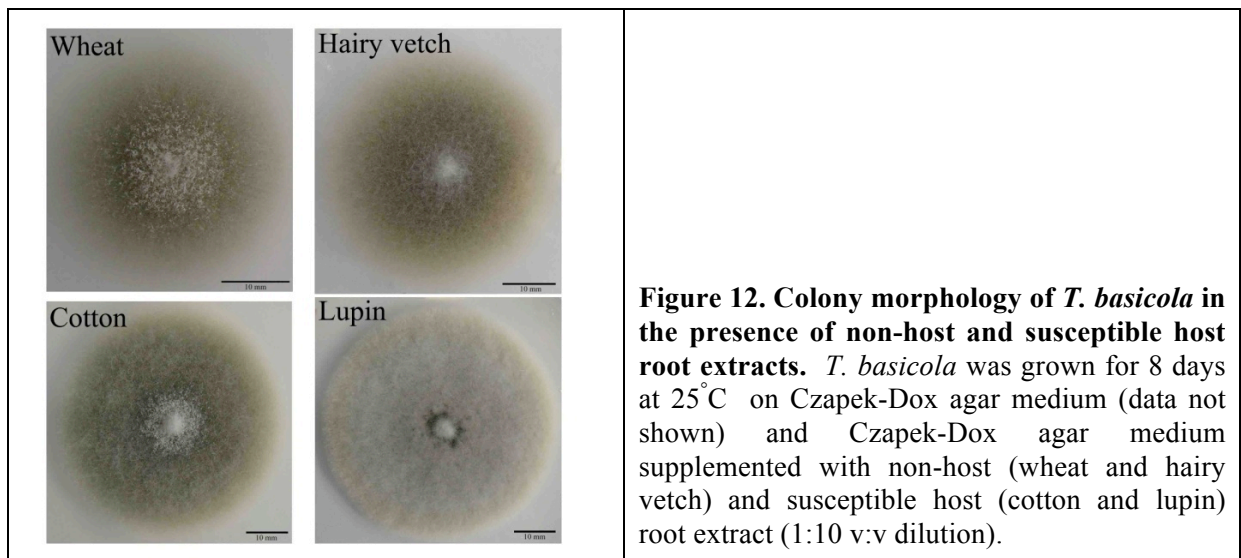 Wheat
Hairy vetch
10 mm
10 mm
Cotton
Lupin
10 mm
10 mm
Figure 12. Colony morphology of T. basicola in
the presence of non-host and susceptible host
root extracts. T. basicola was grown for 8 days
at 25°C on Czapek-Dox agar medium (data not
shown) and Czapek-Dox agar medium
supplemented with non-host (wheat and hairy
vetch) and susceptible host (cotton and lupin)
root extract (1:10 v:v dilution).